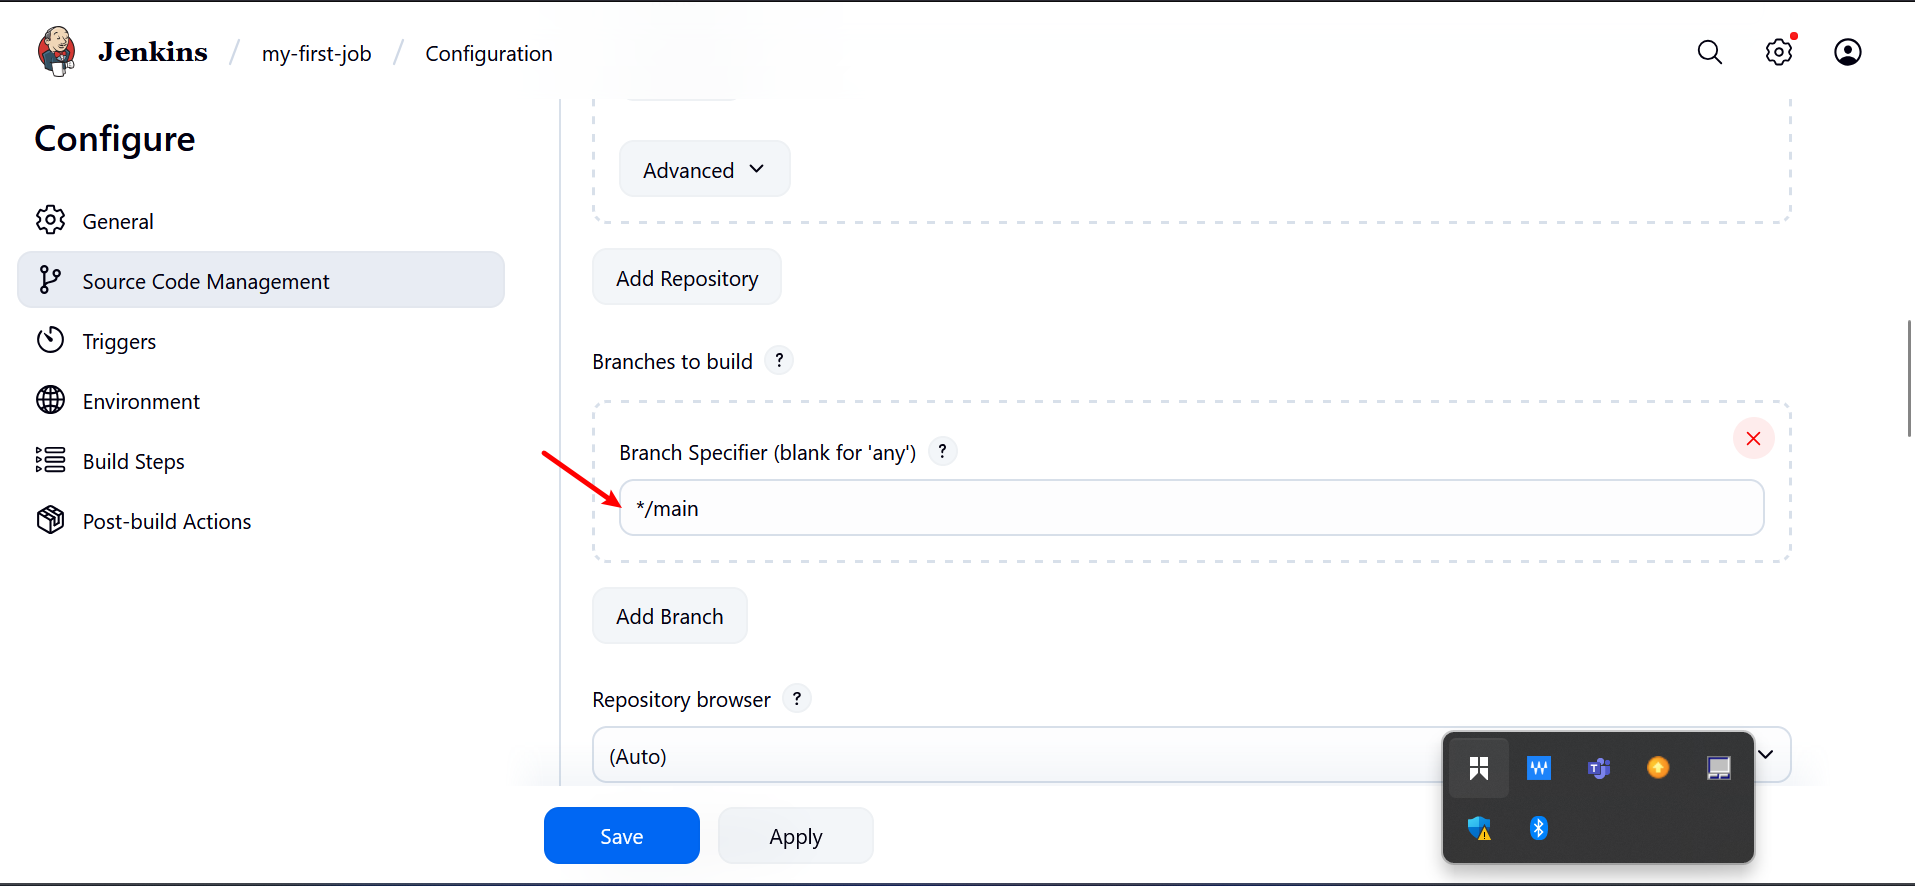 Jenkins / my-first-job / Configuration
Configure
General
Source Code Management
Triggers
Environment
Build Steps
Post-build Actions
Advanced
Add Repository
Branches to build ?
Branch Specifier (blank for 'any') ?
*/main
Add Branch
Repository browser ?
(Auto)
Save
Apply